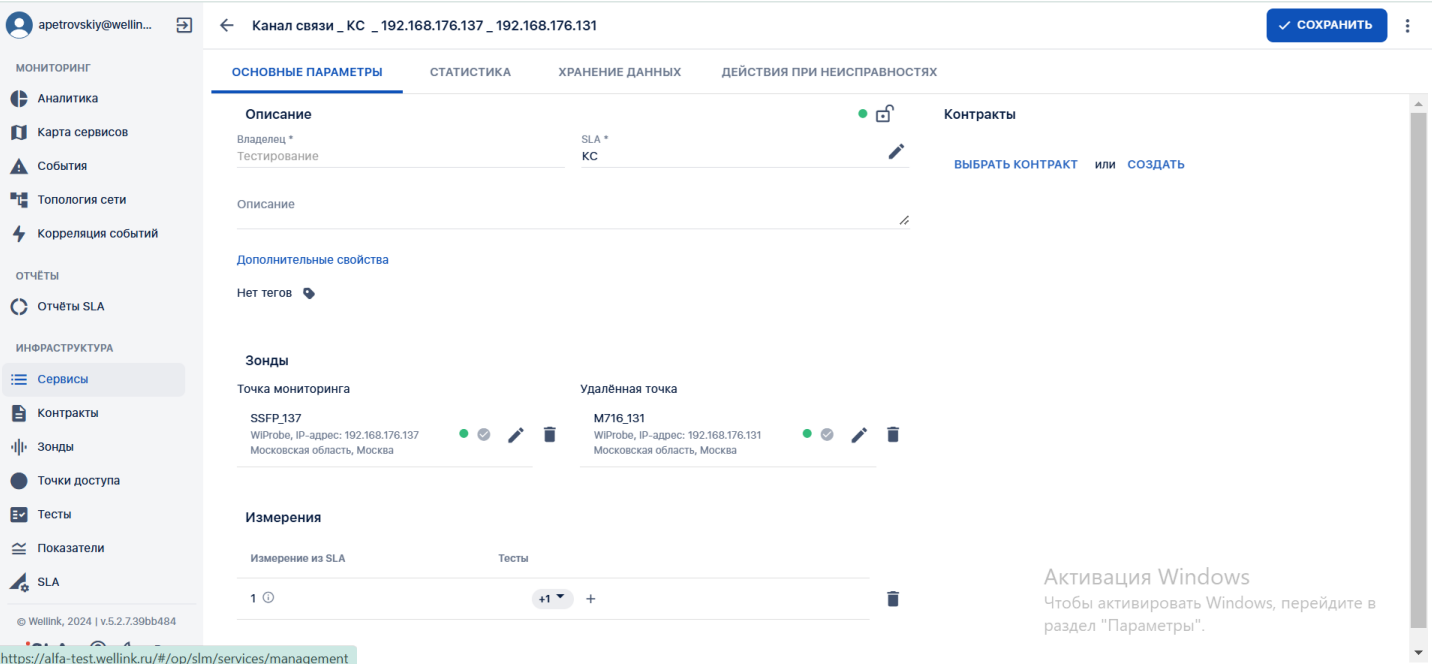 apetrovskiy@wellin...
Канал связи _ КС _ 192.168.176.137 _ 192.168.176.131
СОХРАНИТЬ
МОНИТОРИНГ
Аналитика
Карта сервисов
События
Топология сети
Корреляция событий
ОТЧЁТЫ
Отчёты SLA
ИНФРАСТРУКТУРА
Сервисы
Контракты
Зонды
Точки доступа
Тесты
Показатели
SLA
© Wellink, 2024 | v.5.2.7.39bb484
https://alfa-test.wellink.ru/#/op/slm/services/management
ОСНОВНЫЕ ПАРАМЕТРЫ СТАТИСТИКА ХРАНЕНИЕ ДАННЫХ ДЕЙСТВИЯ ПРИ НЕИСПРАВНОСТЯХ
Описание
Владелец * SLA *
Тестирование КС
Описание
Дополнительные свойства
Нет тегов
Контракты
ВЫБРАТЬ КОНТРАКТ или СОЗДАТЬ
Зонды
Точка мониторинга
SSFP_137
WiProbe, IP-адрес: 192.168.176.137
Московская область, Москва
Удалённая точка
M716_131
WiProbe, IP-адрес: 192.168.176.131
Московская область, Москва
Измерения
Измерение из SLA Тесты
1 +1 +
Активация Windows
Чтобы активировать Windows, перейдите в
раздел "Параметры".